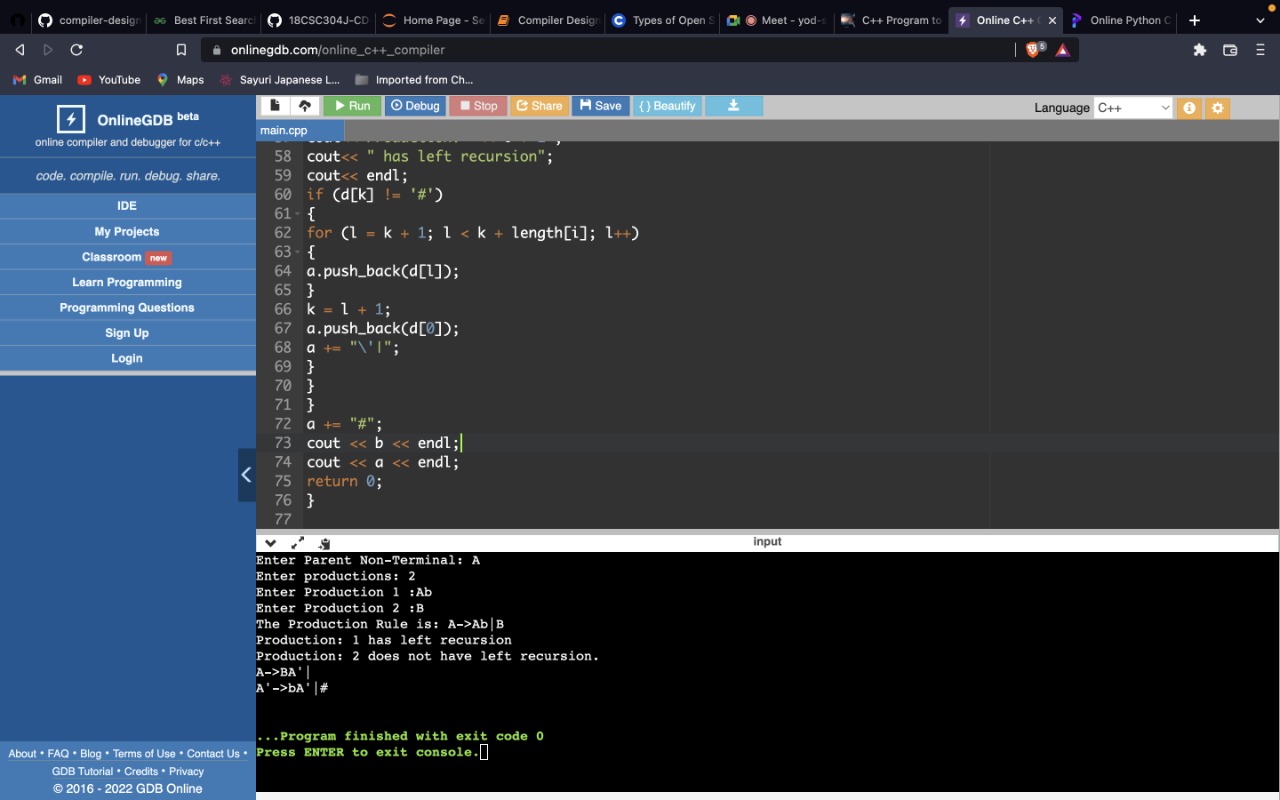 compiler-design
Best First Searc
18CSC304J-CD
Home Page - Se
Compiler Design
Types of Open S
Meet - yod-s
C++ Program to
Online C++ C
Online Python C
onlinegdb.com/online_c++_compiler
5
Gmail
YouTube
Maps
Sayuri Japanese L...
Imported from Ch...
OnlineGDB beta
online compiler and debugger for c/c++
code. compile. run. debug. share.
IDE
My Projects
Classroom new
Learn Programming
Programming Questions
Sign Up
Login
About • FAQ • Blog • Terms of Use • Contact Us •
GDB Tutorial • Credits • Privacy
© 2016 - 2022 GDB Online
Run Debug Stop Share Save { } Beautify
Language C++
main.cpp
58 cout<< " has left recursion";
59 cout<< endl;
60 if (d[k] != '#')
61 {
62 for (l = k + 1; l < k + length[i]; l++)
63 {
64 a.push_back(d[l]);
65 }
66 k = l + 1;
67 a.push_back(d[0]);
68 a += "\'|";
69 }
70 }
71 }
72 a += "#";
73 cout << b << endl;
74 cout << a << endl;
75 return 0;
76 }
77
input
Enter Parent Non-Terminal: A
Enter productions: 2
Enter Production 1 :Ab
Enter Production 2 :B
The Production Rule is: A->Ab|B
Production: 1 has left recursion
Production: 2 does not have left recursion.
A->BA'|
A'->bA'|#
...Program finished with exit code 0
Press ENTER to exit console.